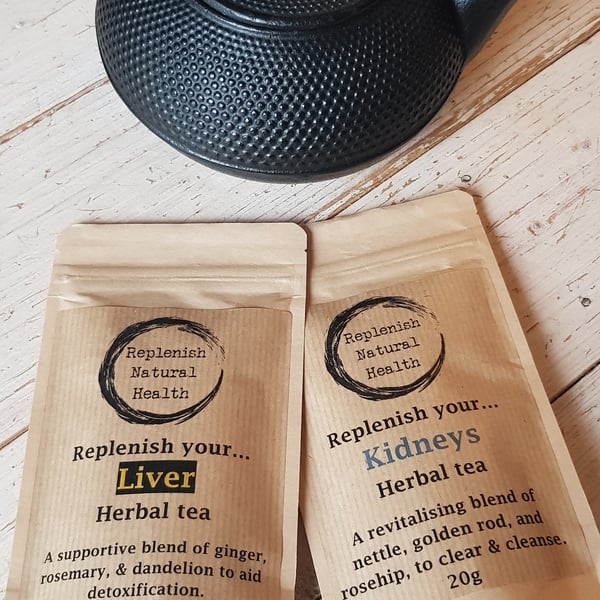 Replenish
Natural
Health
Replenish your...
Liver
Herbal tea
A supportive blend of ginger,
rosemary, & dandelion to aid
detoxification.
Replenish
Natural
Health
Replenish your...
Kidneys
Herbal tea
A revitalising blend of
nettle, golden rod, and
rosehip, to clear & cleanse.
20g